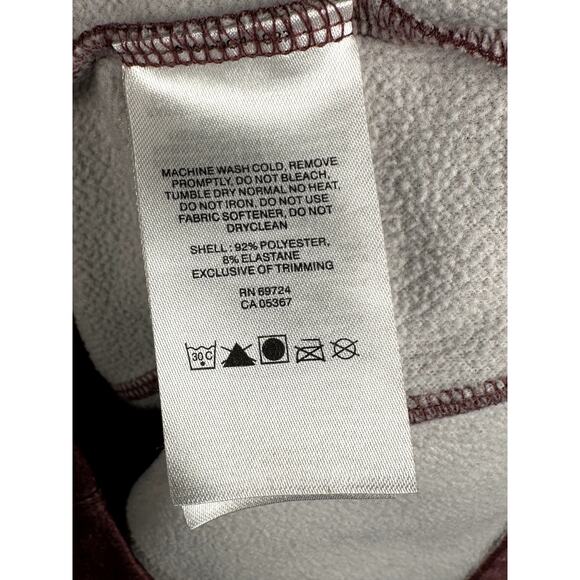 MACHINE WASH COLD, REMOVE
PROMPTLY, DO NOT BLEACH,
TUMBLE DRY NORMAL NO HEAT,
DO NOT IRON, DO NOT USE
FABRIC SOFTENER, DO NOT
DRYCLEAN
SHELL : 92% POLYESTER,
8% ELASTANE
EXCLUSIVE OF TRIMMING
RN 69724
CA 05367
30 C